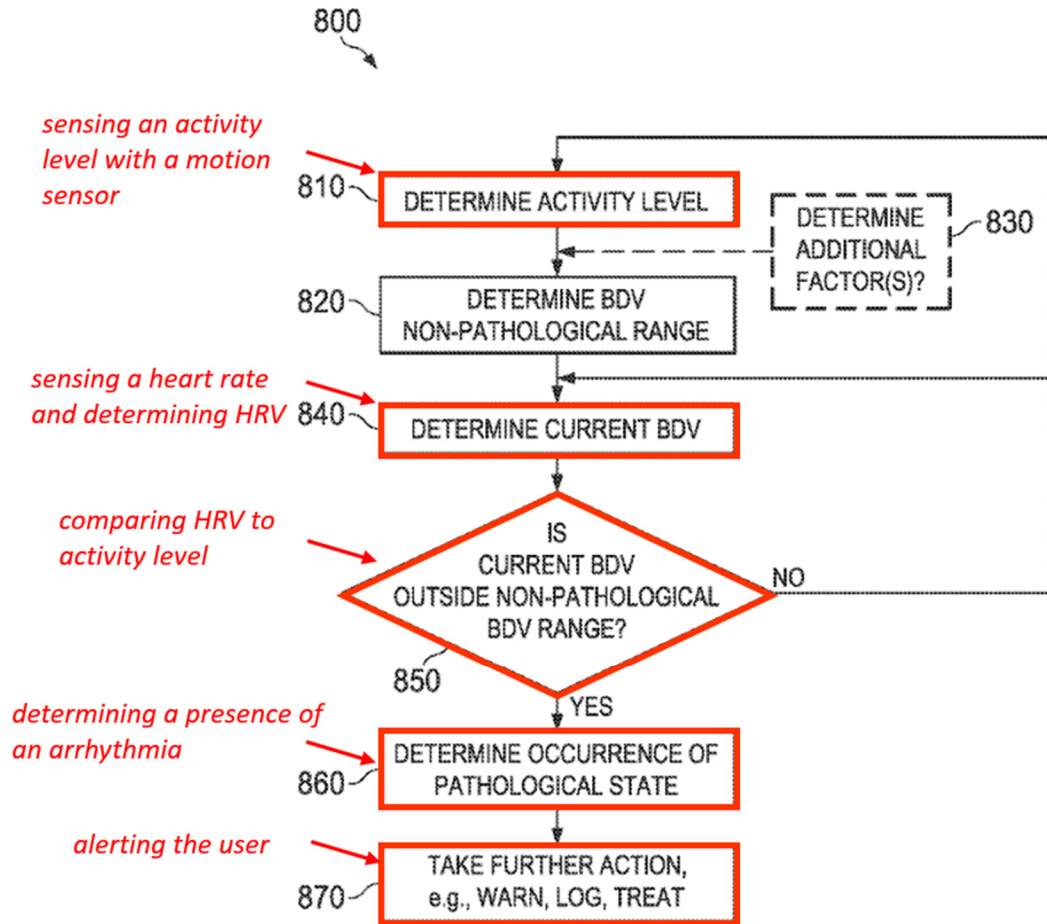 800
sensing an activity
level with a motion
sensor
810
DETERMINE ACTIVITY LEVEL
DETERMINE
ADDITIONAL
FACTOR(S)?
830
820
DETERMINE BDV
NON-PATHOLOGICAL RANGE
sensing a heart rate
and determining HRV
840
DETERMINE CURRENT BDV
comparing HRV to
activity level
IS
CURRENT BDV
OUTSIDE NON-PATHOLOGICAL
BDV RANGE?
NO
850
YES
determining a presence of
an arrhythmia
860
DETERMINE OCCURRENCE OF
PATHOLOGICAL STATE
alerting the user
870
TAKE FURTHER ACTION,
e.g., WARN, LOG, TREAT